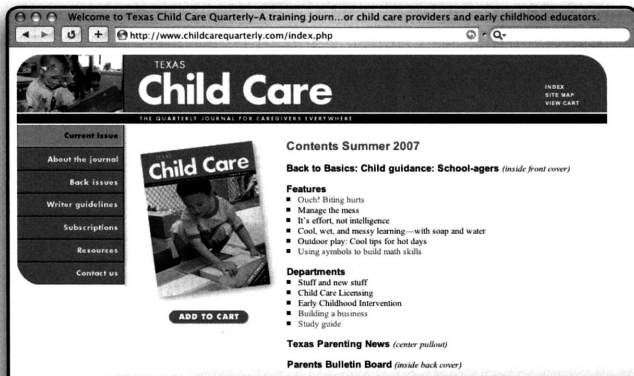 Welcome to Texas Child Care Quarterly–A training journ...or child care providers and early childhood educators.
http://www.childcarequarterly.com/index.php
TEXAS
Child Care
THE QUARTERLY JOURNAL FOR CAREGIVERS EVERYWHERE
INDEX
SITE MAP
VIEW CART
Current Issue
About the journal
Back issues
Writer guidelines
Subscriptions
Resources
Contact us
Child Care
ADD TO CART
Contents Summer 2007
Back to Basics: Child guidance: School-agers (inside front cover)
Features
Ouch! Biting hurts
Manage the mess
It's effort, not intelligence
Cool, wet, and messy learning—with soap and water
Outdoor play: Cool tips for hot days
Using symbols to build math skills
Departments
Stuff and new stuff
Child Care Licensing
Early Childhood Intervention
Building a business
Study guide
Texas Parenting News (center pullout)
Parents Bulletin Board (inside back cover)